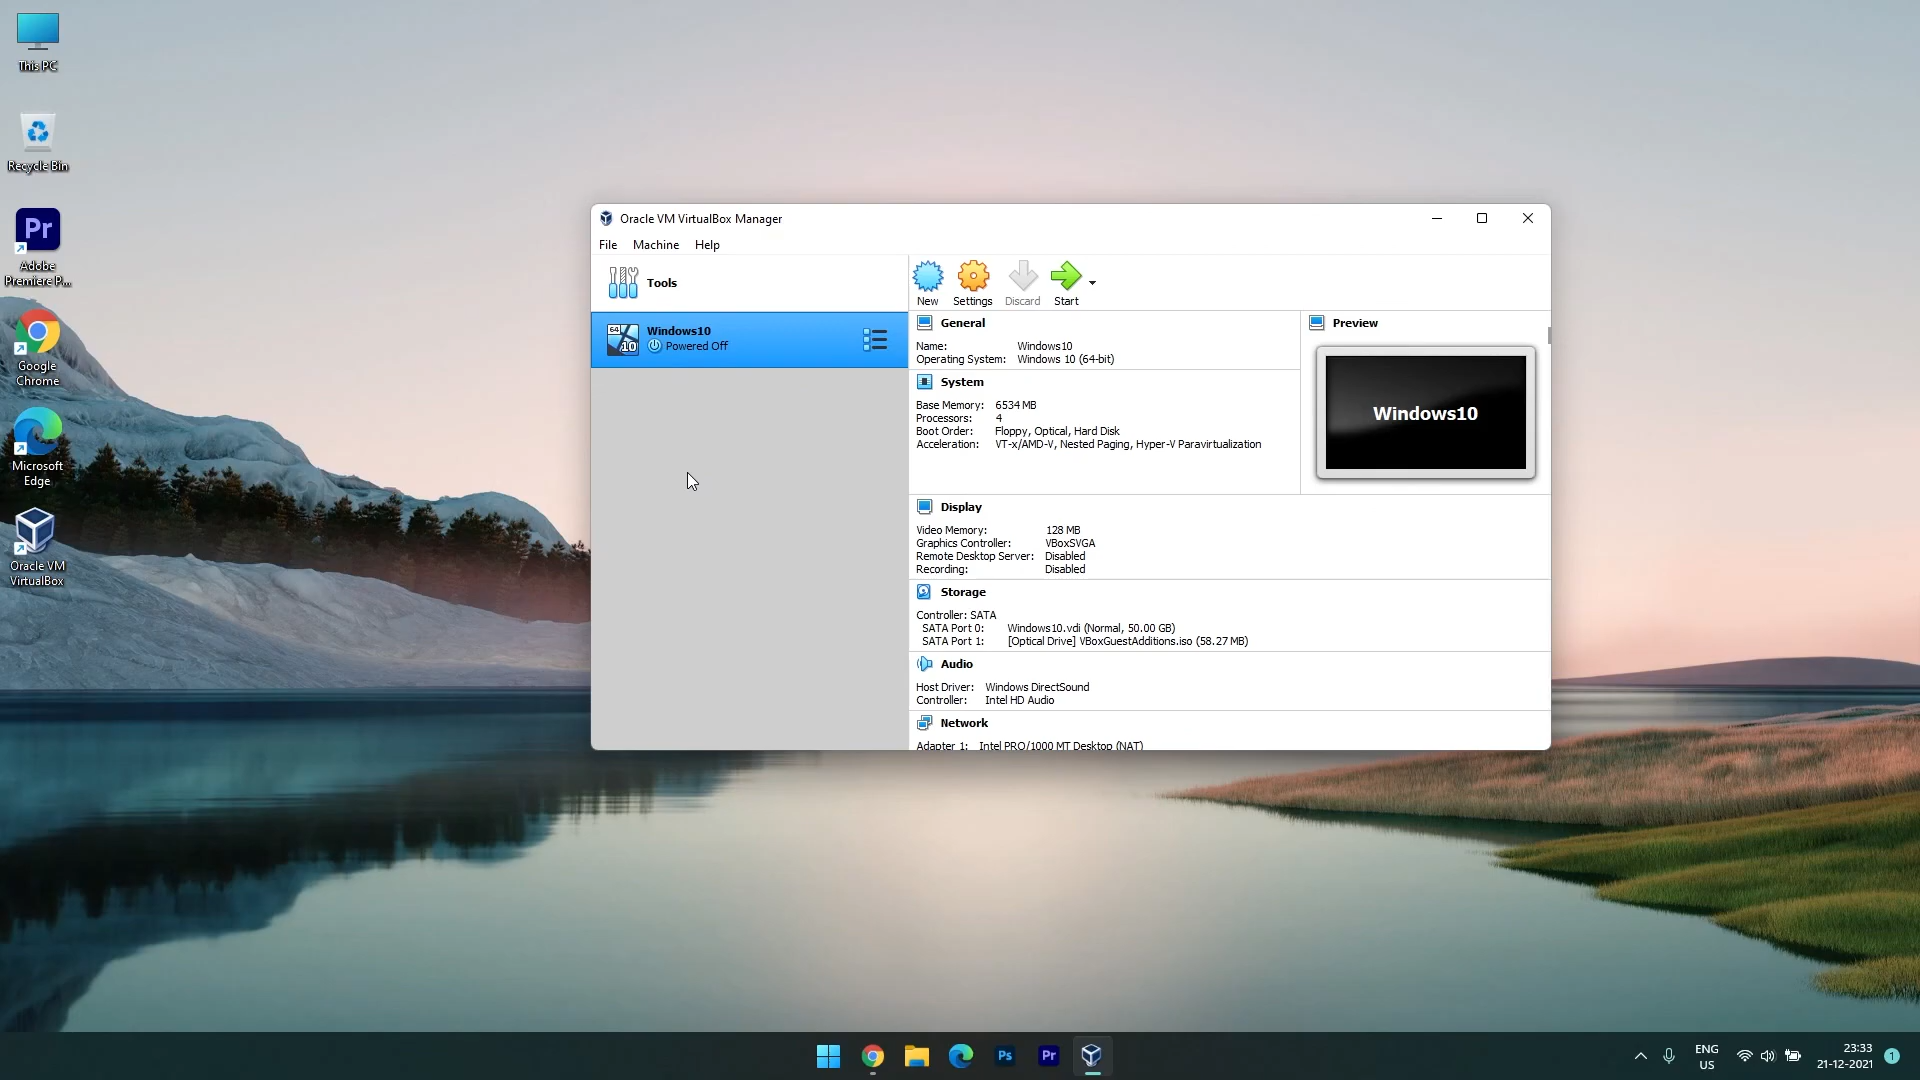 This PC
Recycle Bin
Pr
Adobe
Premiere P...
Google
Chrome
Microsoft
Edge
Oracle VM
VirtualBox
Oracle VM VirtualBox Manager
File Machine Help
Tools
64
10
Windows10
Powered Off
New Settings Discard Start
General
Name: Windows10
Operating System: Windows 10 (64-bit)
System
Base Memory: 6534 MB
Processors: 4
Boot Order: Floppy, Optical, Hard Disk
Acceleration: VT-x/AMD-V, Nested Paging, Hyper-V Paravirtualization
Preview
Windows10
Display
Video Memory: 128 MB
Graphics Controller: VBoxSVGA
Remote Desktop Server: Disabled
Recording: Disabled
Storage
Controller: SATA
SATA Port 0: Windows10.vdi (Normal, 50.00 GB)
SATA Port 1: [Optical Drive] VBoxGuestAdditions.iso (58.27 MB)
Audio
Host Driver: Windows DirectSound
Controller: Intel HD Audio
Network
Adapter 1: Intel PRO/1000 MT Desktop (NAT)
Ps
Pr
ENG
US
23:33
21-12-2021
1